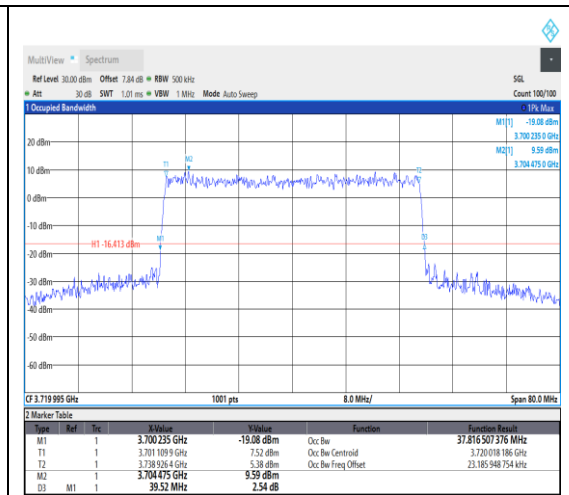 MultiView Spectrum
Ref Level 30.00 dBm Offset 7.84 dB RBW 500 kHz SGL
Att 30 dB SWT 1.01 ms VBW 1 MHz Mode Auto Sweep Count 100/100
1 Occupied Bandwidth 1Pk Max
M1[1] -19.08 dBm
3.700 235 0 GHz
M2[1] 9.59 dBm
3.704 475 0 GHz
20 dBm
T1 M2 T2
10 dBm
0 dBm
-10 dBm
M1 D3
H1 -16.413 dBm
-20 dBm
-30 dBm
-40 dBm
-50 dBm
-60 dBm
CF 3.719 995 GHz 1001 pts 8.0 MHz/ Span 80.0 MHz
2 Marker Table
Type Ref Trc X-Value Y-Value Function Function Result
M1 1 3.700 235 GHz -19.08 dBm Occ Bw 37.816 507 376 MHz
T1 1 3.701 109 9 GHz 7.52 dBm Occ Bw Centroid 3.720 018 186 GHz
T2 1 3.738 926 4 GHz 5.38 dBm Occ Bw Freq Offset 23.185 948 754 kHz
M2 1 3.704 475 GHz 9.59 dBm
D3 M1 1 39.52 MHz 2.54 dB